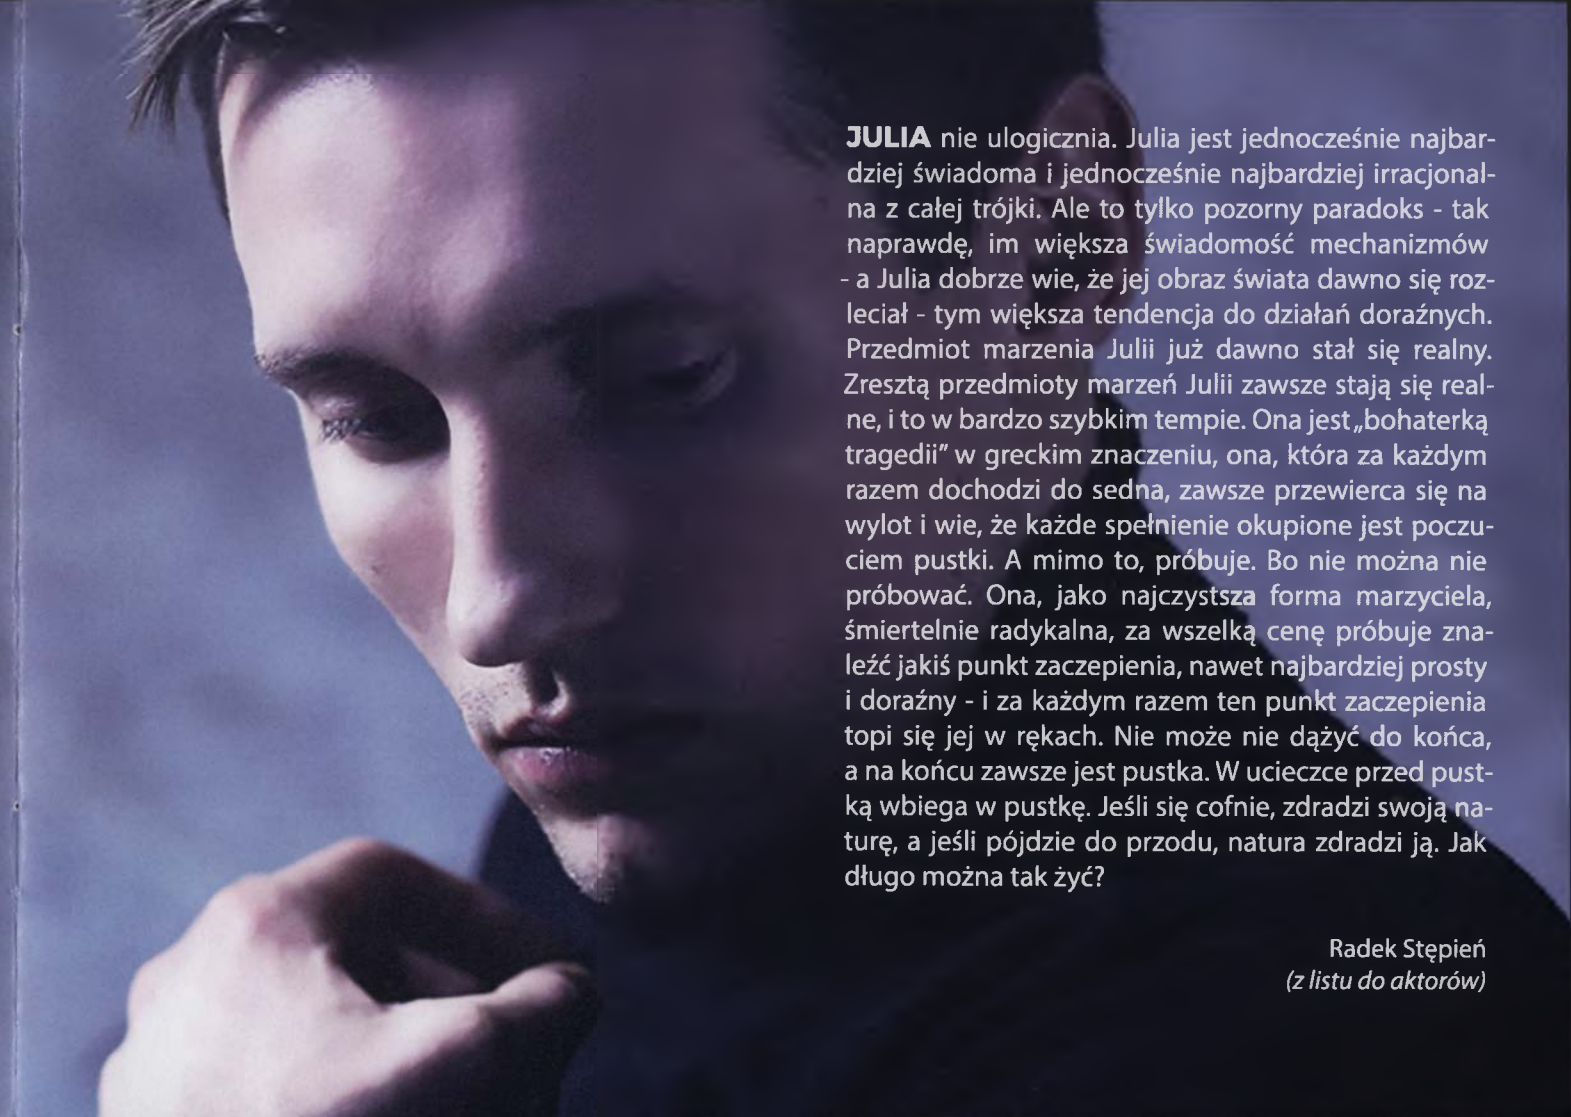 JULIA nie ulogicznia. Julia jest jednocześnie najbar-
dziej świadoma i jednocześnie najbardziej irracjonal-
na z całej trójki. Ale to tylko pozorny paradoks - tak
naprawdę, im większa świadomość mechanizmów
- a Julia dobrze wie, że jej obraz świata dawno się roz-
leciał - tym większa tendencja do działań doraźnych.
Przedmiot marzenia Julii już dawno stał się realny.
Zresztą przedmioty marzeń Julii zawsze stają się real-
ne, i to w bardzo szybkim tempie. Ona jest „bohaterką
tragedii" w greckim znaczeniu, ona, która za każdym
razem dochodzi do sedna, zawsze przewierca się na
wylot i wie, że każde spełnienie okupione jest poczu-
ciem pustki. A mimo to, próbuje. Bo nie można nie
próbować. Ona, jako najczystsza forma marzyciela,
śmiertelnie radykalna, za wszelką cenę próbuje zna-
leźć jakiś punkt zaczepienia, nawet najbardziej prosty
i doraźny - i za każdym razem ten punkt zaczepienia
topi się jej w rękach. Nie może nie dążyć do końca,
a na końcu zawsze jest pustka. W ucieczce przed pust-
ką wbiega w pustkę. Jeśli się cofnie, zdradzi swoją na-
turę, a jeśli pójdzie do przodu, natura zdradzi ją. Jak
długo można tak żyć?
Radek Stępień
(z listu do aktorów)